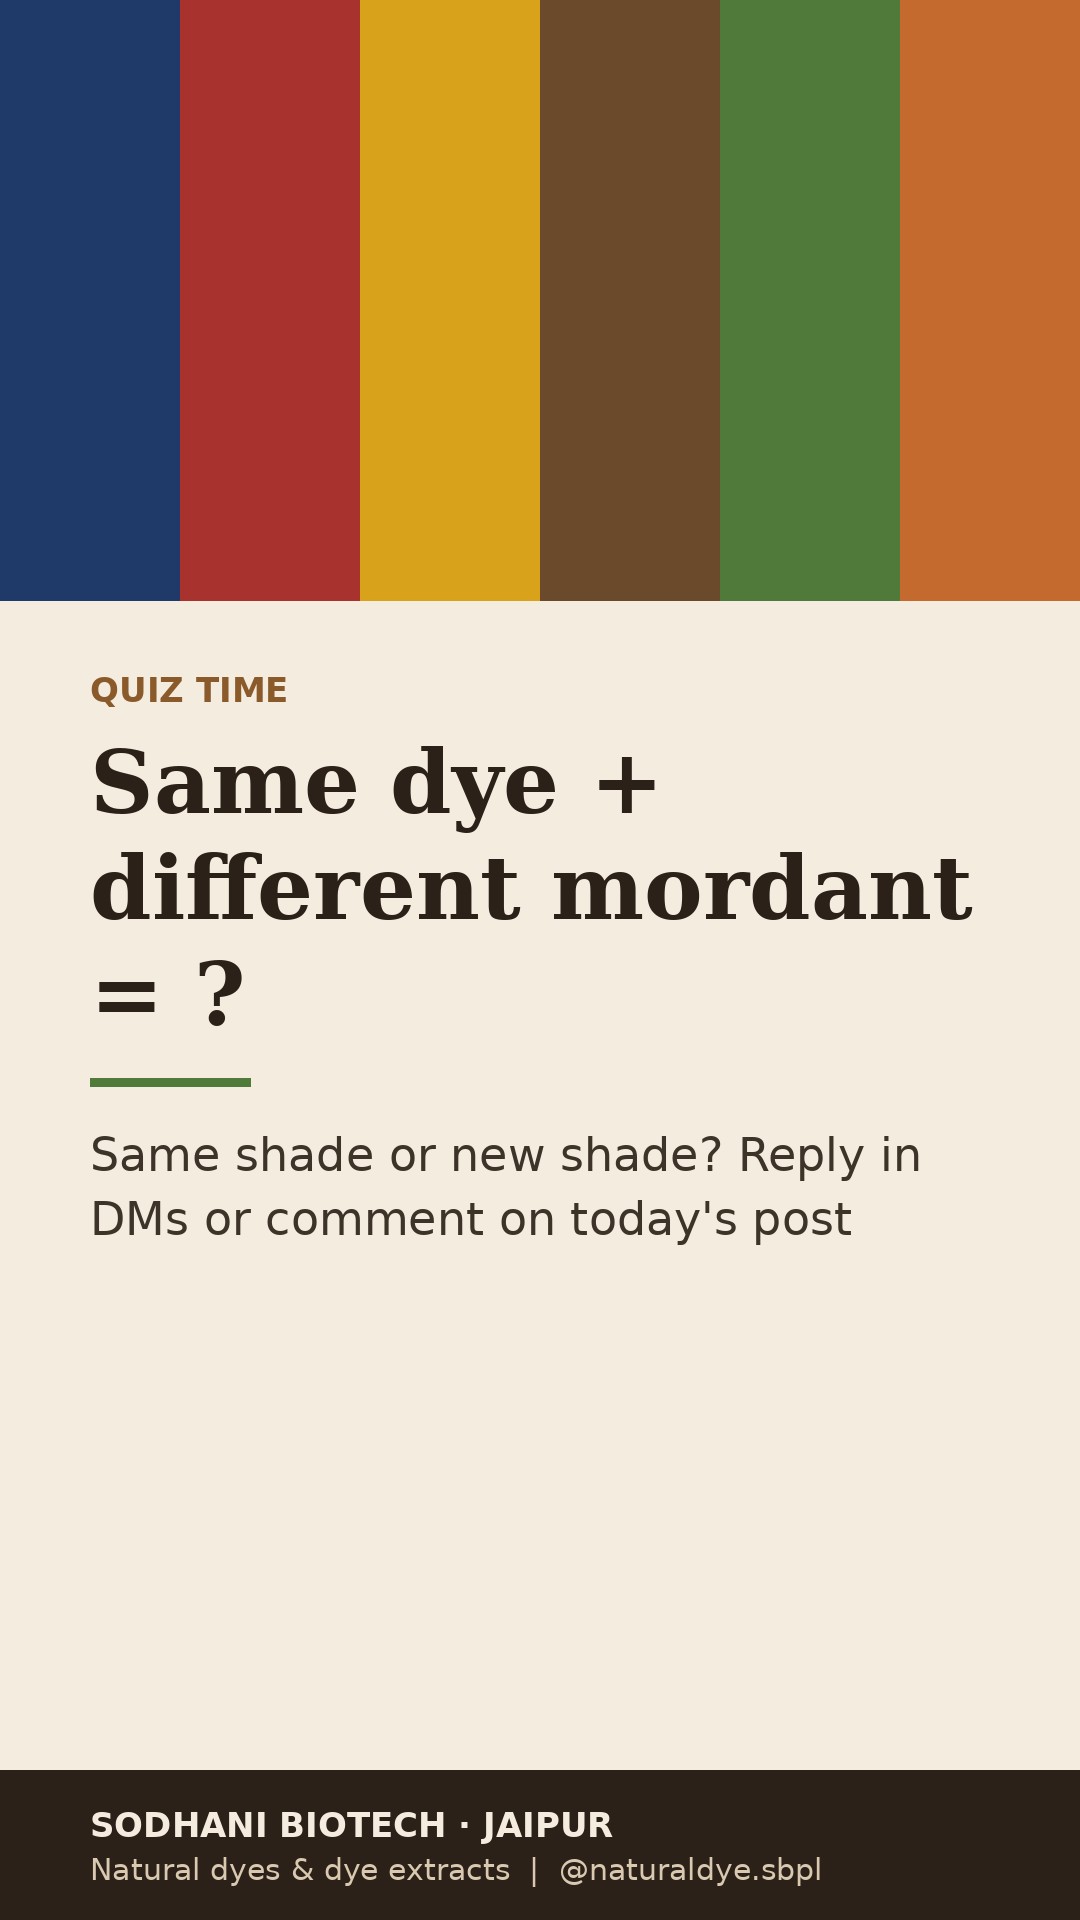 QUIZ TIME
Same dye +
different mordant
= ?
Same shade or new shade? Reply in
DMs or comment on today's post
SODHANI BIOTECH · JAIPUR
Natural dyes & dye extracts | @naturaldye.sbpl